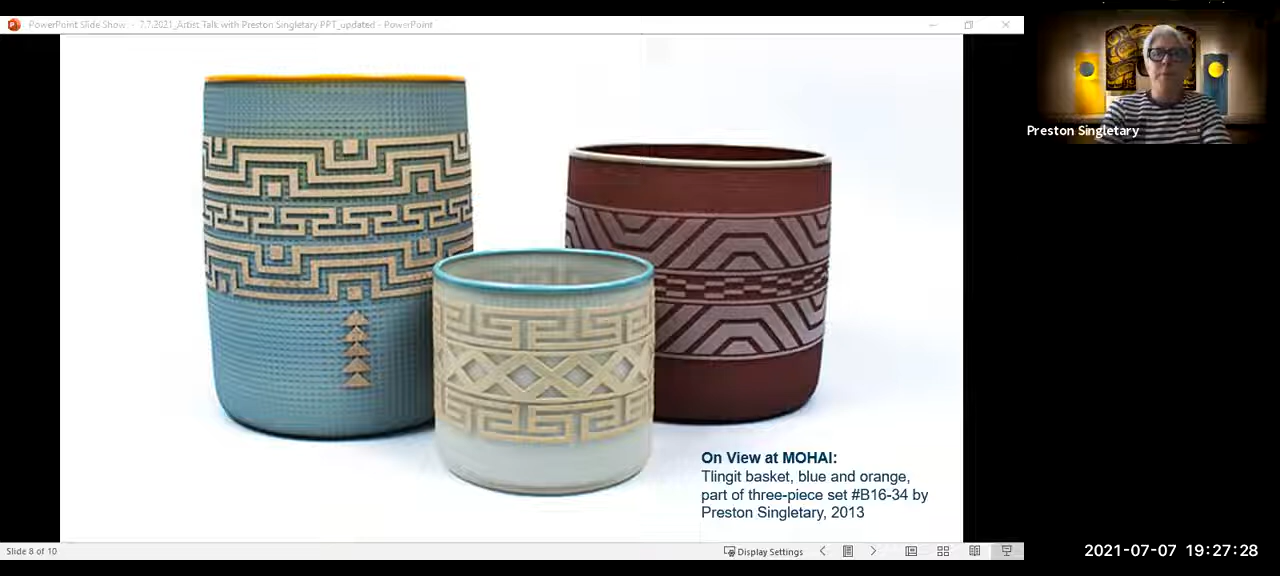 PowerPoint Slide Show - 7.7.2021_Artist Talk with Preston Singletary PPT_updated - PowerPoint
Preston Singletary
On View at MOHAI:
Tlingit basket, blue and orange,
part of three-piece set #B16-34 by
Preston Singletary, 2013
Slide 8 of 10
Display Settings
2021-07-07 19:27:28